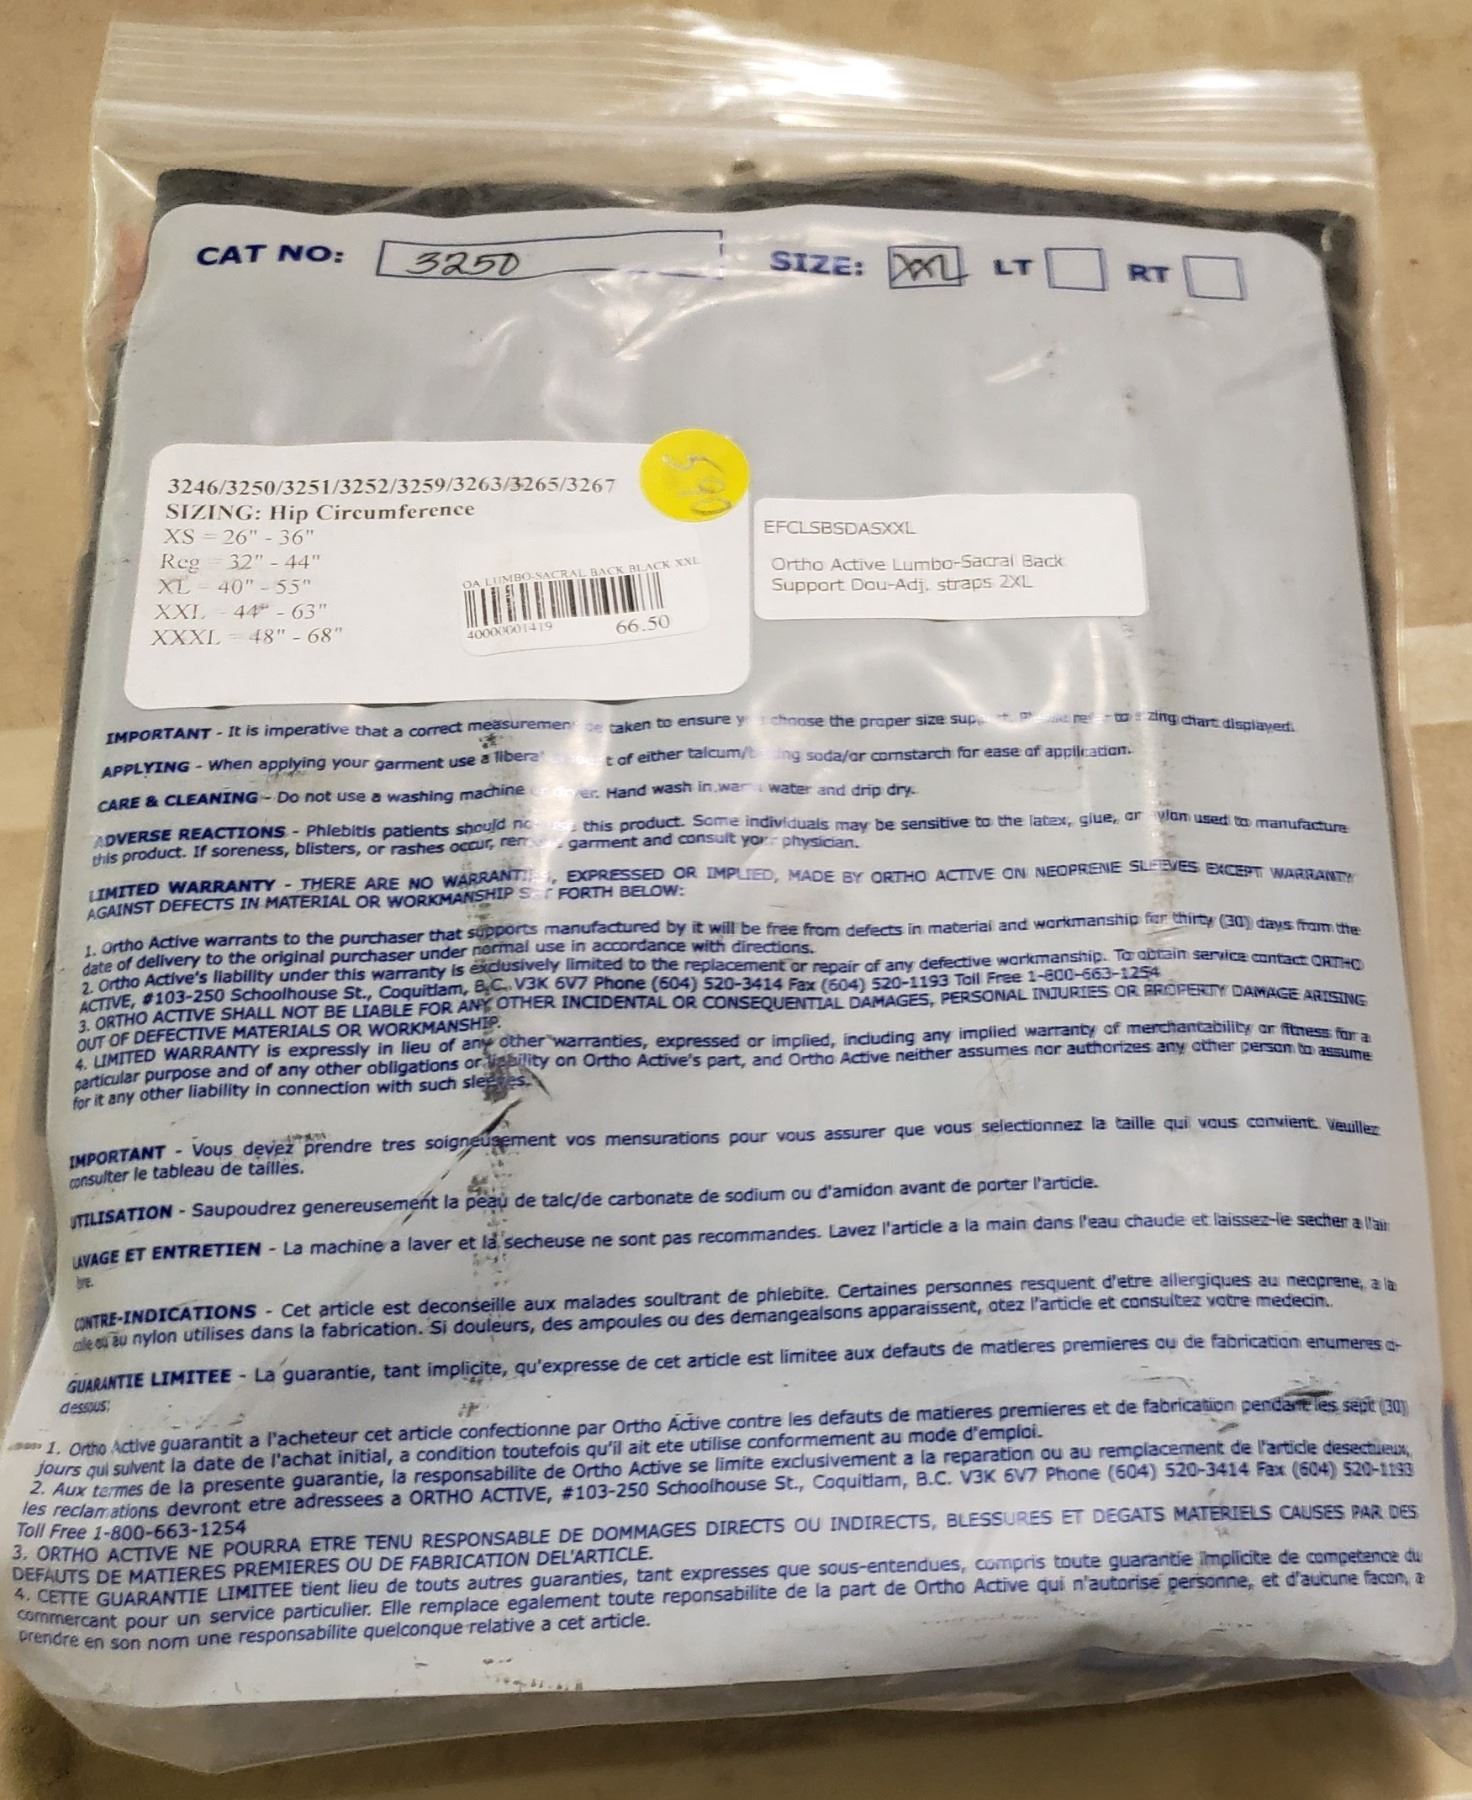 CAT NO: 3250 SIZE: XXL LT RT
3246/3250/3251/3252/3259/3263/3265/3267
SIZING: Hip Circumference
XS = 26" - 36"
Reg = 32" - 44"
XL = 40" - 55"
XXL = 44" - 63"
XXXL = 48" - 68"
OA LUMBO-SACRAL BACK BLACK XXL
40000001419 66.50
EFCLSBSDASXXL
Ortho Active Lumbo-Sacral Back
Support Dou-Adj. straps 2XL
IMPORTANT - It is imperative that a correct measurement be taken to ensure choose the proper size to sizing chart displayed.
APPLYING - When applying your garment use a liberal of either talcum/ soda/or cornstarch for ease of application.
CARE & CLEANING - Do not use a washing machine Hand wash in warm water and drip dry.
ADVERSE REACTIONS - Phlebitis patients should this product. Some individuals may be sensitive to the latex, glue, or nylon used to manufacture
this product. If soreness, blisters, or rashes occur, garment and consult your physician.
LIMITED WARRANTY - THERE ARE NO WARRANTIES, EXPRESSED OR IMPLIED, MADE BY ORTHO ACTIVE ON NEOPRENE SLEEVES EXCEPT WARRANTY
AGAINST DEFECTS IN MATERIAL OR WORKMANSHIP SET FORTH BELOW:
1. Ortho Active warrants to the purchaser that supports manufactured by it will be free from defects in material and workmanship for thirty (30) days from the
date of delivery to the original purchaser under normal use in accordance with directions.
2. Ortho Active's liability under this warranty is exclusively limited to the replacement or repair of any defective workmanship. To obtain service contact ORTHO
ACTIVE, #103-250 Schoolhouse St., Coquitlam, B.C. V3K 6V7 Phone (604) 520-3414 Fax (604) 520-1193 Toll Free 1-800-663-1254
3. ORTHO ACTIVE SHALL NOT BE LIABLE FOR ANY OTHER INCIDENTAL OR CONSEQUENTIAL DAMAGES, PERSONAL INJURIES OR PROPERTY DAMAGE ARISING
OUT OF DEFECTIVE MATERIALS OR WORKMANSHIP.
4. LIMITED WARRANTY is expressly in lieu of any other warranties, expressed or implied, including any implied warranty of merchantability or fitness for a
particular purpose and of any other obligations or liability on Ortho Active's part, and Ortho Active neither assumes nor authorizes any other person to assume
for it any other liability in connection with such sleeves.
IMPORTANT - Vous devez prendre tres soigneusement vos mensurations pour vous assurer que vous selectionnez la taille qui vous convient. Veuillez
consulter le tableau de tailles.
UTILISATION - Saupoudrez genereusement la peau de talc/de carbonate de sodium ou d'amidon avant de porter l'article.
LAVAGE ET ENTRETIEN - La machine a laver et la secheuse ne sont pas recommandes. Lavez l'article a la main dans l'eau chaude et laissez-le secher a l'air
CONTRE-INDICATIONS - Cet article est deconseille aux malades soultrant de phlebite. Certaines personnes resquent d'etre allergiques au neoprene, a la
colle ou au nylon utilises dans la fabrication. Si douleurs, des ampoules ou des demangeaisons apparaissent, otez l'article et consultez votre medecin.
GUARANTIE LIMITEE - La guarantie, tant implicite, qu'expresse de cet article est limitee aux defauts de matieres premieres ou de fabrication enumeres ci-
dessous:
1. Ortho Active guarantit a l'acheteur cet article confectionne par Ortho Active contre les defauts de matieres premieres et de fabrication pendant les sept (30)
jours qui suivent la date de l'achat initial, a condition toutefois qu'il ait ete utilise conformement au mode d'emploi.
2. Aux termes de la presente guarantie, la responsabilite de Ortho Active se limite exclusivement a la reparation ou au remplacement de l'article desectueux,
les reclamations devront etre adressees a ORTHO ACTIVE, #103-250 Schoolhouse St., Coquitlam, B.C. V3K 6V7 Phone (604) 520-3414 Fax (604) 520-1193
Toll Free 1-800-663-1254
3. ORTHO ACTIVE NE POURRA ETRE TENU RESPONSABLE DE DOMMAGES DIRECTS OU INDIRECTS, BLESSURES ET DEGATS MATERIELS CAUSES PAR DES
DEFAUTS DE MATIERES PREMIERES OU DE FABRICATION DEL'ARTICLE.
4. CETTE GUARANTIE LIMITEE tient lieu de touts autres guaranties, tant expresses que sous-entendues, compris toute guarantie implicite de competence du
commercant pour un service particulier. Elle remplace egalement toute reponsabilite de la part de Ortho Active qui n'autorise personne, et d'aucune facon, a
prendre en son nom une responsabilite quelconque relative a cet article.